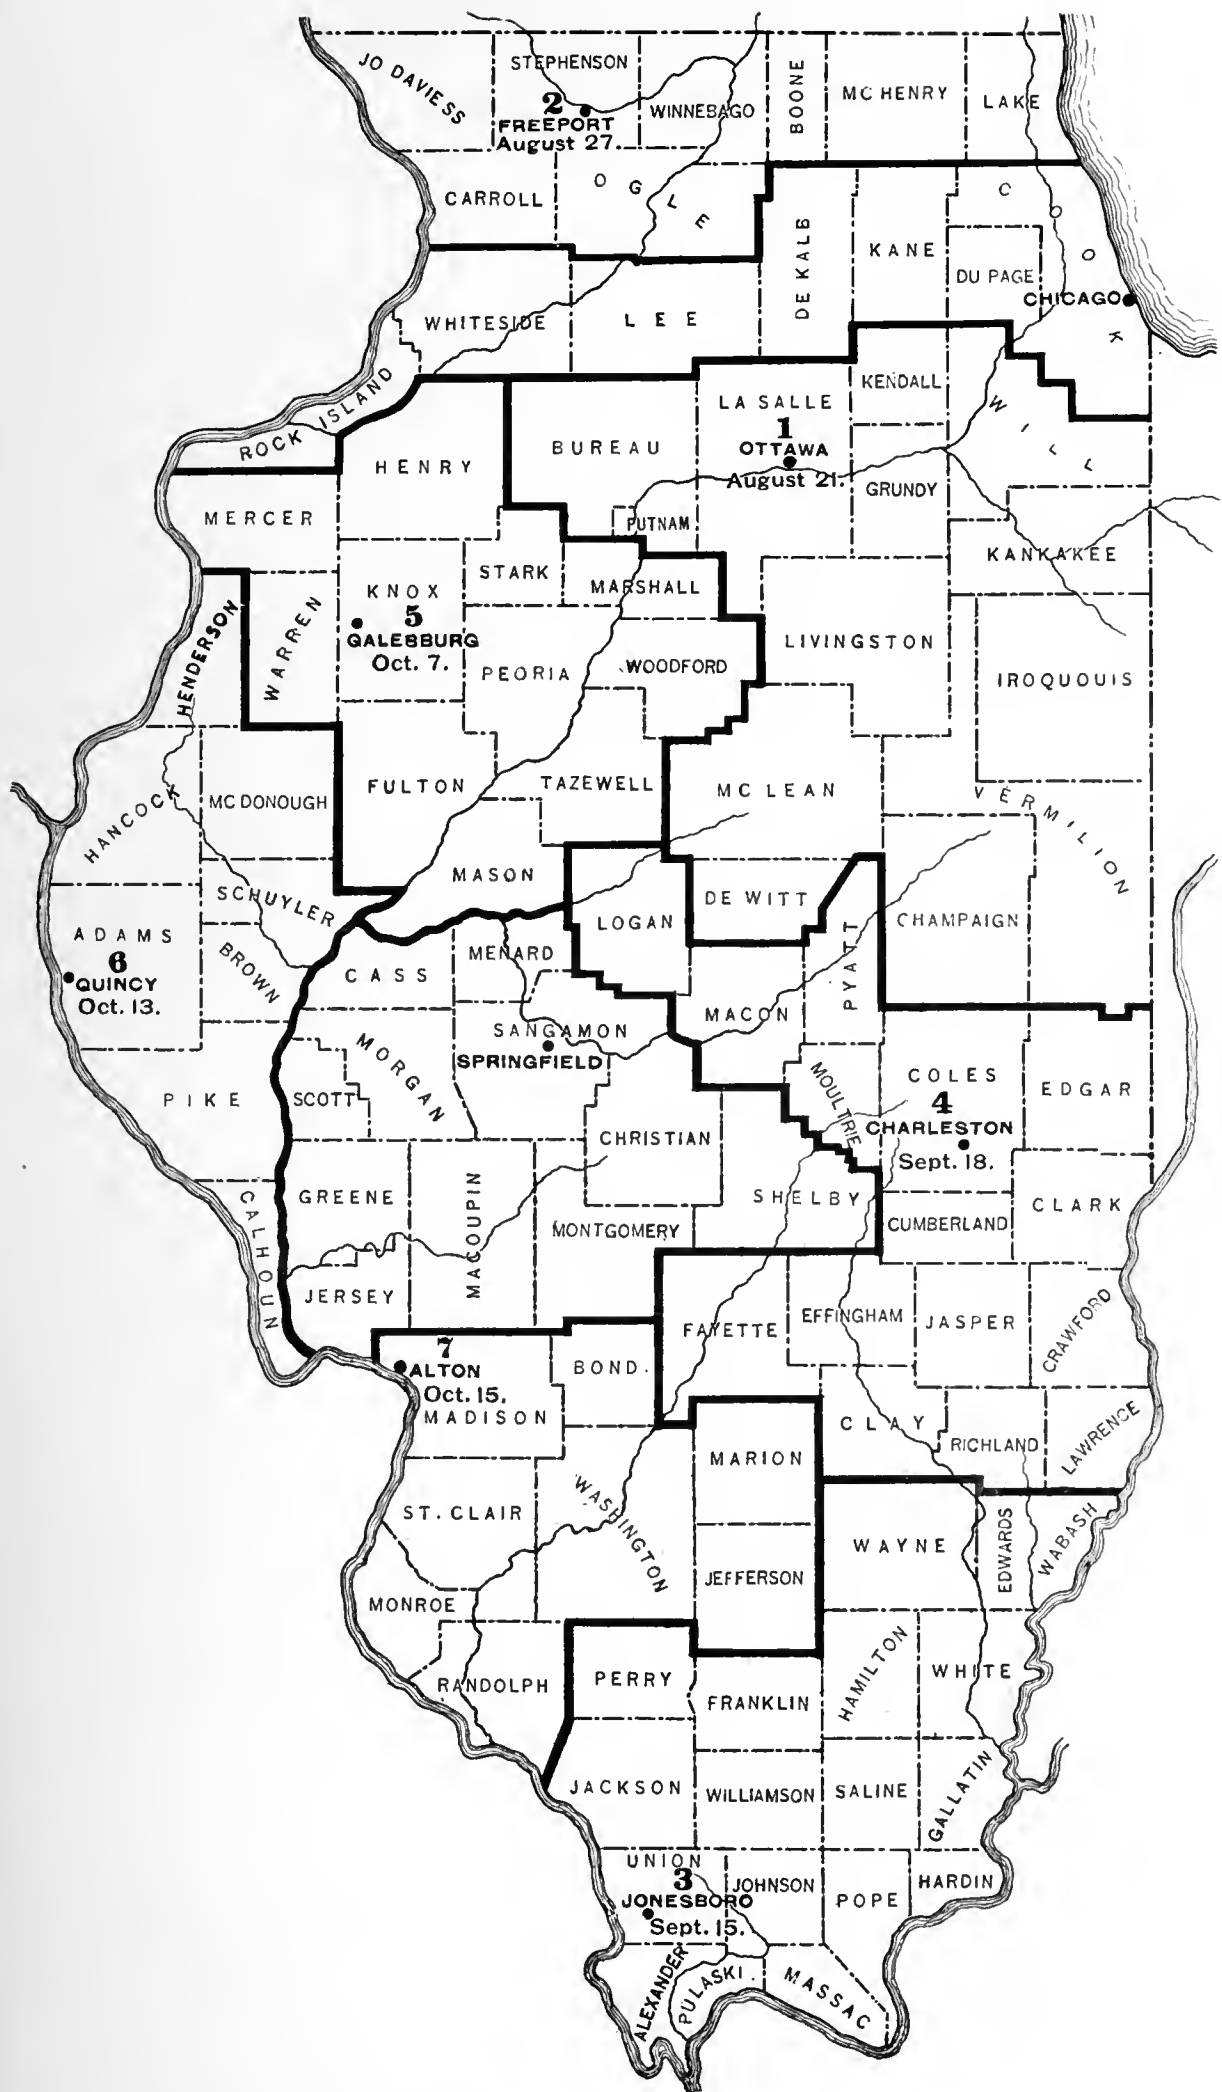 JO DAVIESS
STEPHENSON
2
FREEPORT
August 27.
WINNEBAGO
BOONE
MC HENRY
LAKE
CARROLL
OGLE
DE KALB
KANE
COOK
DU PAGE
CHICAGO
WHITESIDE
LEE
ROCK ISLAND
HENRY
BUREAU
LA SALLE
1
OTTAWA
August 21.
KENDALL
WILL
GRUNDY
MERCER
PUTNAM
KANKAKEE
STARK
MARSHALL
KNOX
5
GALESBURG
Oct. 7.
HENDERSON
WARREN
PEORIA
WOODFORD
LIVINGSTON
IROQUOUIS
HANCOCK
MC DONOUGH
FULTON
TAZEWELL
MC LEAN
VERMILION
SCHUYLER
MASON
LOGAN
DE WITT
CHAMPAIGN
ADAMS
6
QUINCY
Oct. 13.
BROWN
CASS
MENARD
PYATT
MACON
SANGAMON
SPRINGFIELD
PIKE
SCOTT
MORGAN
CHRISTIAN
MOULTRIE
COLES
4
CHARLESTON
Sept. 18.
EDGAR
CALHOUN
GREENE
MACOUPIN
MONTGOMERY
SHELBY
CUMBERLAND
CLARK
JERSEY
7
ALTON
Oct. 15.
MADISON
BOND.
FAYETTE
EFFINGHAM
JASPER
CRAWFORD
CLAY
RICHLAND
LAWRENCE
MARION
ST. CLAIR
WASHINGTON
WAYNE
EDWARDS
WABASH
JEFFERSON
MONROE
RANDOLPH
PERRY
FRANKLIN
HAMILTON
WHITE
JACKSON
WILLIAMSON
SALINE
GALLATIN
UNION
3
JONESBORO
Sept. 15.
JOHNSON
POPE
HARDIN
ALEXANDER
PULASKI.
MASSAC